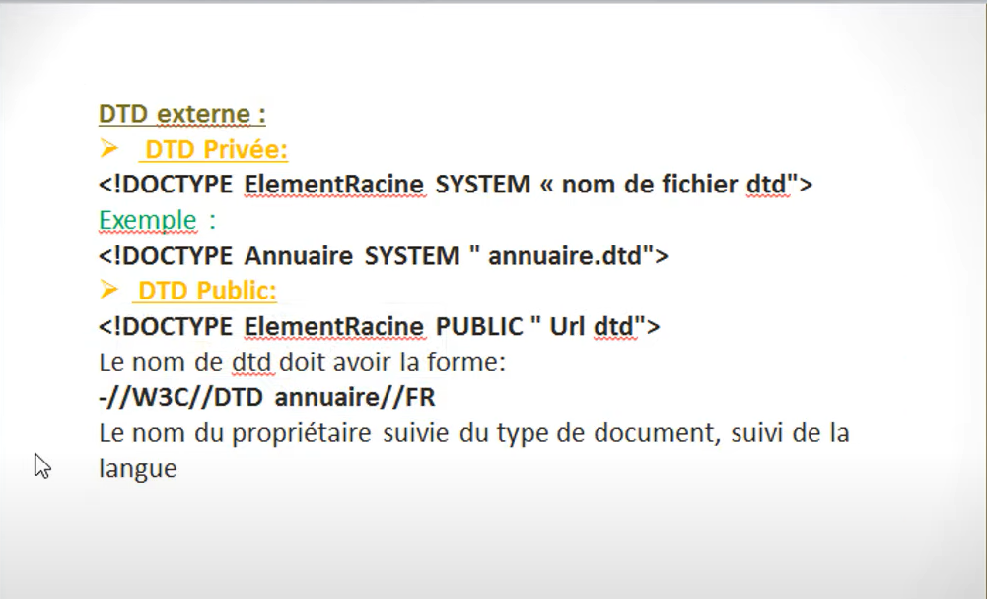 DTD externe :
➢ DTD Privée:
<!DOCTYPE ElementRacine SYSTEM « nom de fichier dtd">
Exemple :
<!DOCTYPE Annuaire SYSTEM " annuaire.dtd">
➢ DTD Public:
<!DOCTYPE ElementRacine PUBLIC " Url dtd">
Le nom de dtd doit avoir la forme:
-//W3C//DTD annuaire//FR
Le nom du propriétaire suivie du type de document, suivi de la
langue